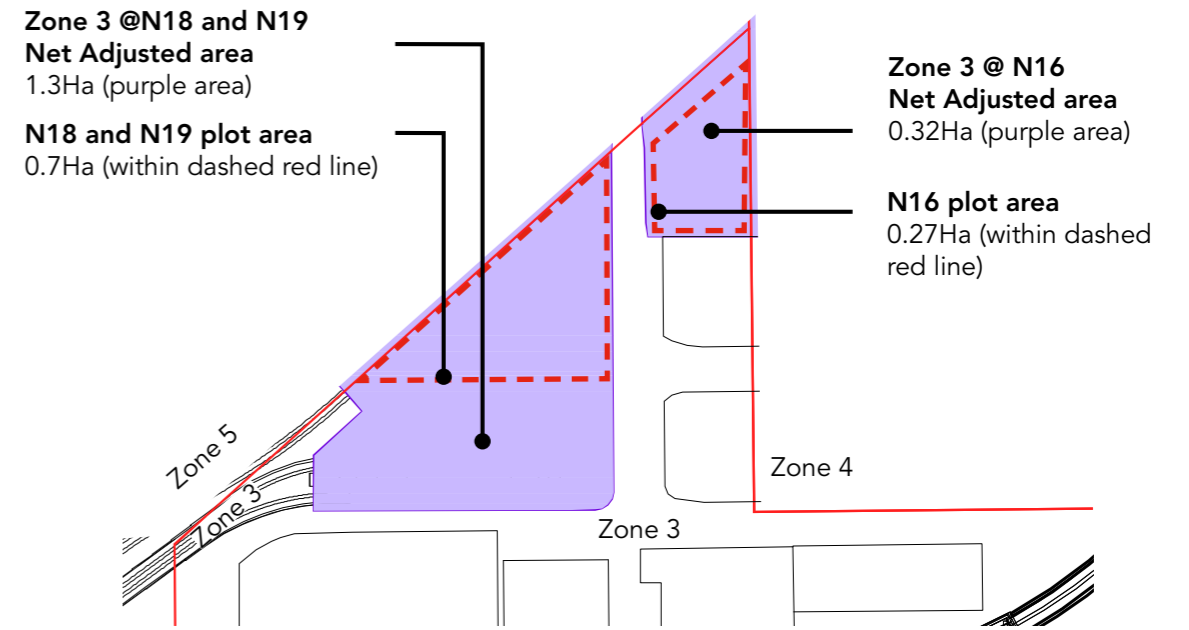 Zone 3 @N18 and N19
Net Adjusted area
1.3Ha (purple area)
N18 and N19 plot area
0.7Ha (within dashed red line)
Zone 3 @ N16
Net Adjusted area
0.32Ha (purple area)
N16 plot area
0.27Ha (within dashed
red line)
Zone 5
Zone 3
Zone 4
Zone 3